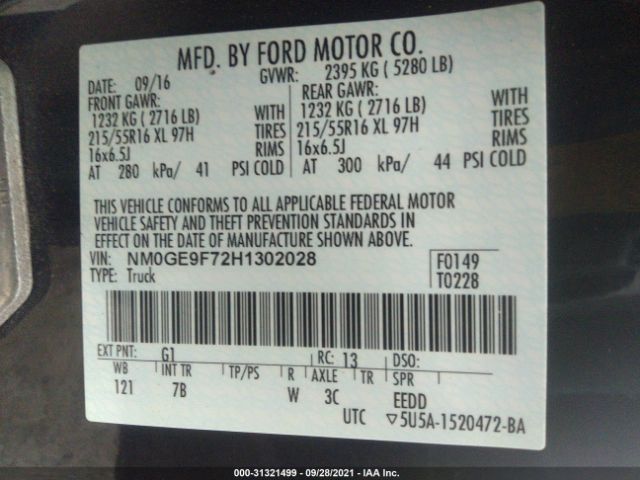 MFD. BY FORD MOTOR CO.
DATE: 09/16 GVWR: 2395 KG ( 5280 LB)
FRONT GAWR: REAR GAWR:
1232 KG ( 2716 LB) WITH 1232 KG ( 2716 LB) WITH
215/55R16 XL 97H TIRES 215/55R16 XL 97H TIRES
16x6.5J RIMS 16x6.5J RIMS
AT 280 kPa/ 41 PSI COLD AT 300 kPa/ 44 PSI COLD
THIS VEHICLE CONFORMS TO ALL APPLICABLE FEDERAL MOTOR
VEHICLE SAFETY AND THEFT PREVENTION STANDARDS IN
EFFECT ON THE DATE OF MANUFACTURE SHOWN ABOVE.
VIN: NM0GE9F72H1302028 F0149
TYPE: Truck T0228
EXT PNT: G1 RC: 13 DSO:
WB INT TR TP/PS R AXLE TR SPR
121 7B W 3C EEDD
UTC ▽5U5A-1520472-BA
000-31321499 - 09/28/2021 - IAA Inc.